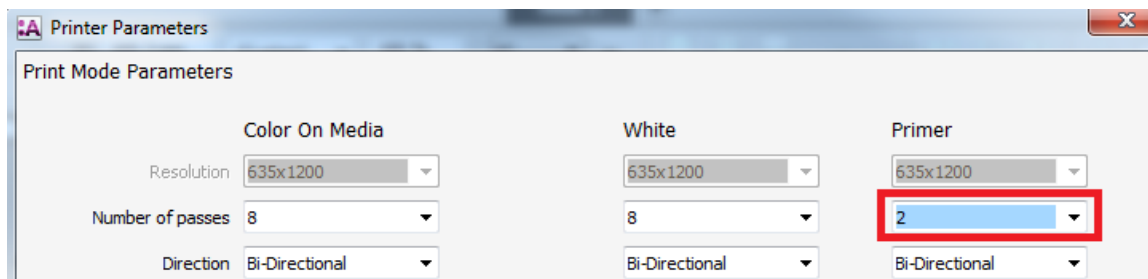 :A Printer Parameters
Print Mode Parameters
Color On Media White Primer
Resolution 635x1200 635x1200 635x1200
Number of passes 8 8 2
Direction Bi-Directional Bi-Directional Bi-Directional